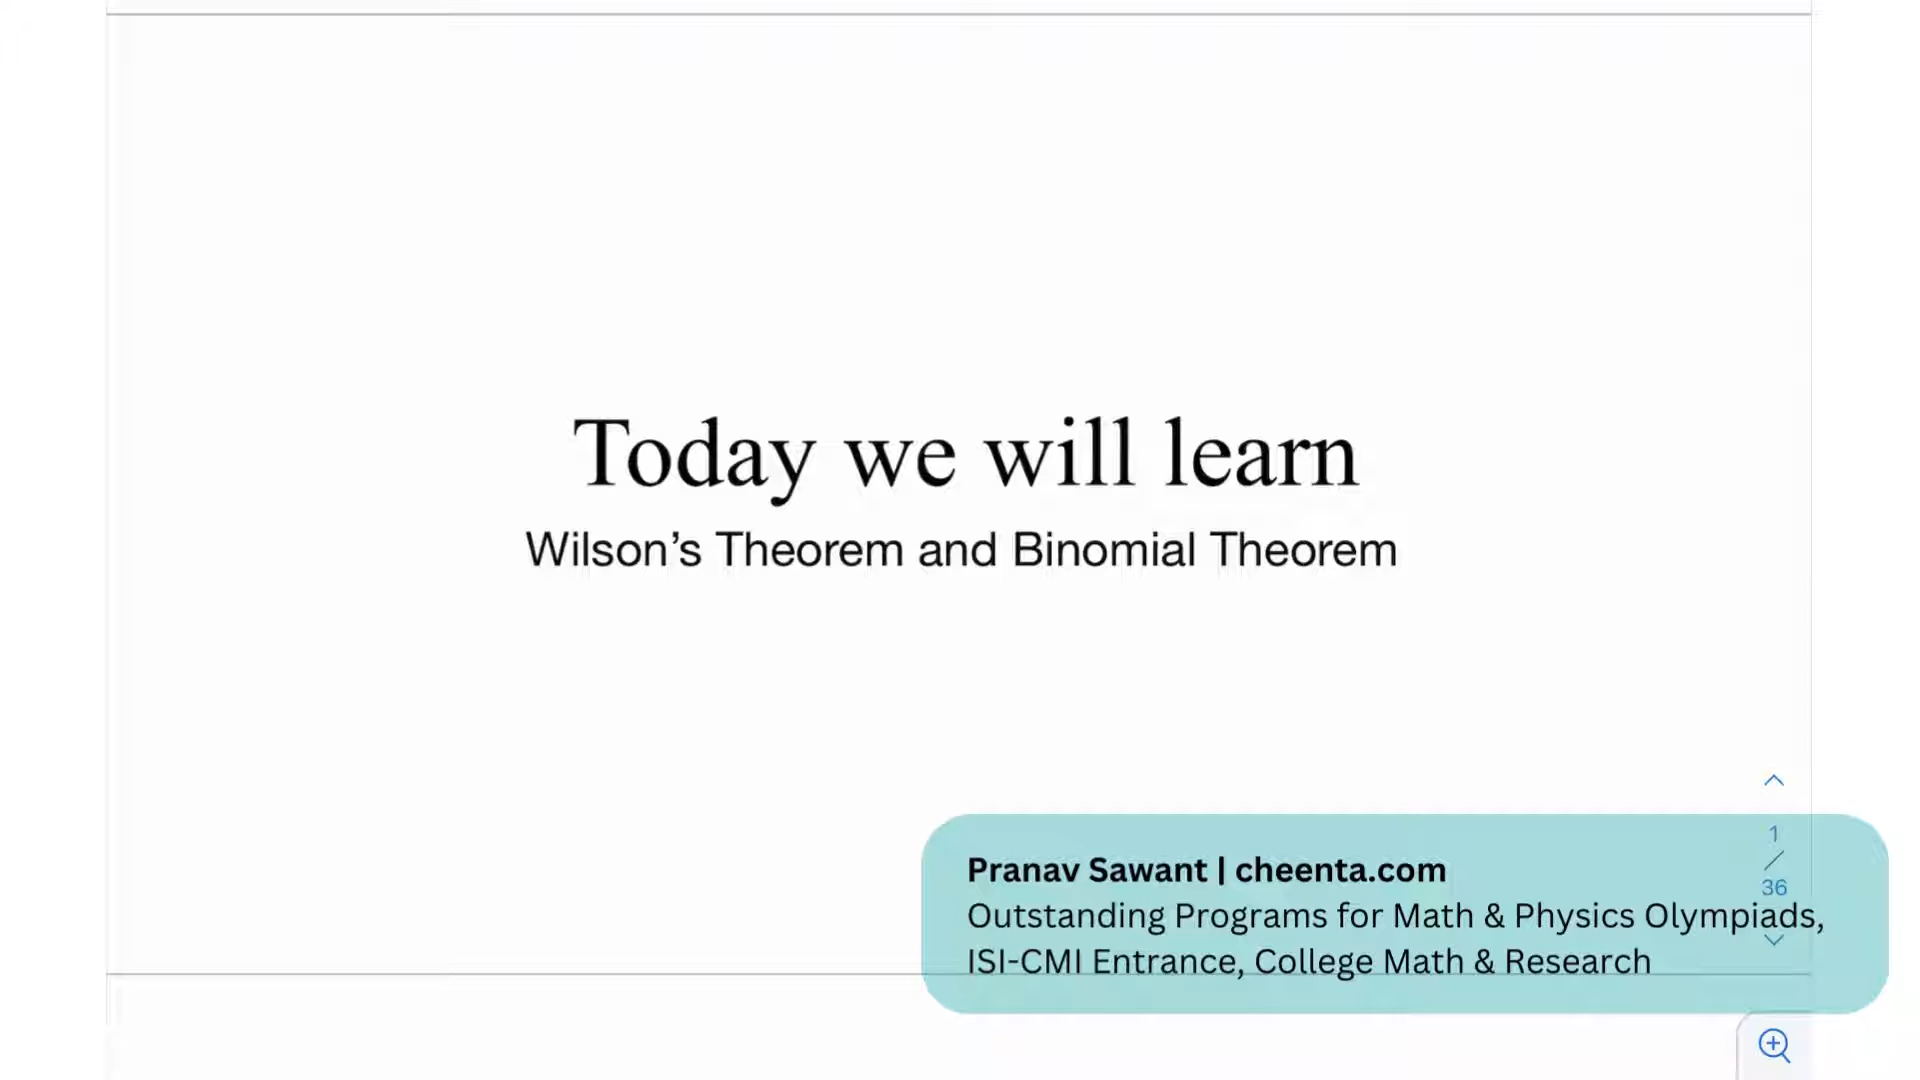 Today we will learn
Wilson's Theorem and Binomial Theorem
1
/
36
Pranav Sawant | cheenta.com
Outstanding Programs for Math & Physics Olympiads,
ISI-CMI Entrance, College Math & Research